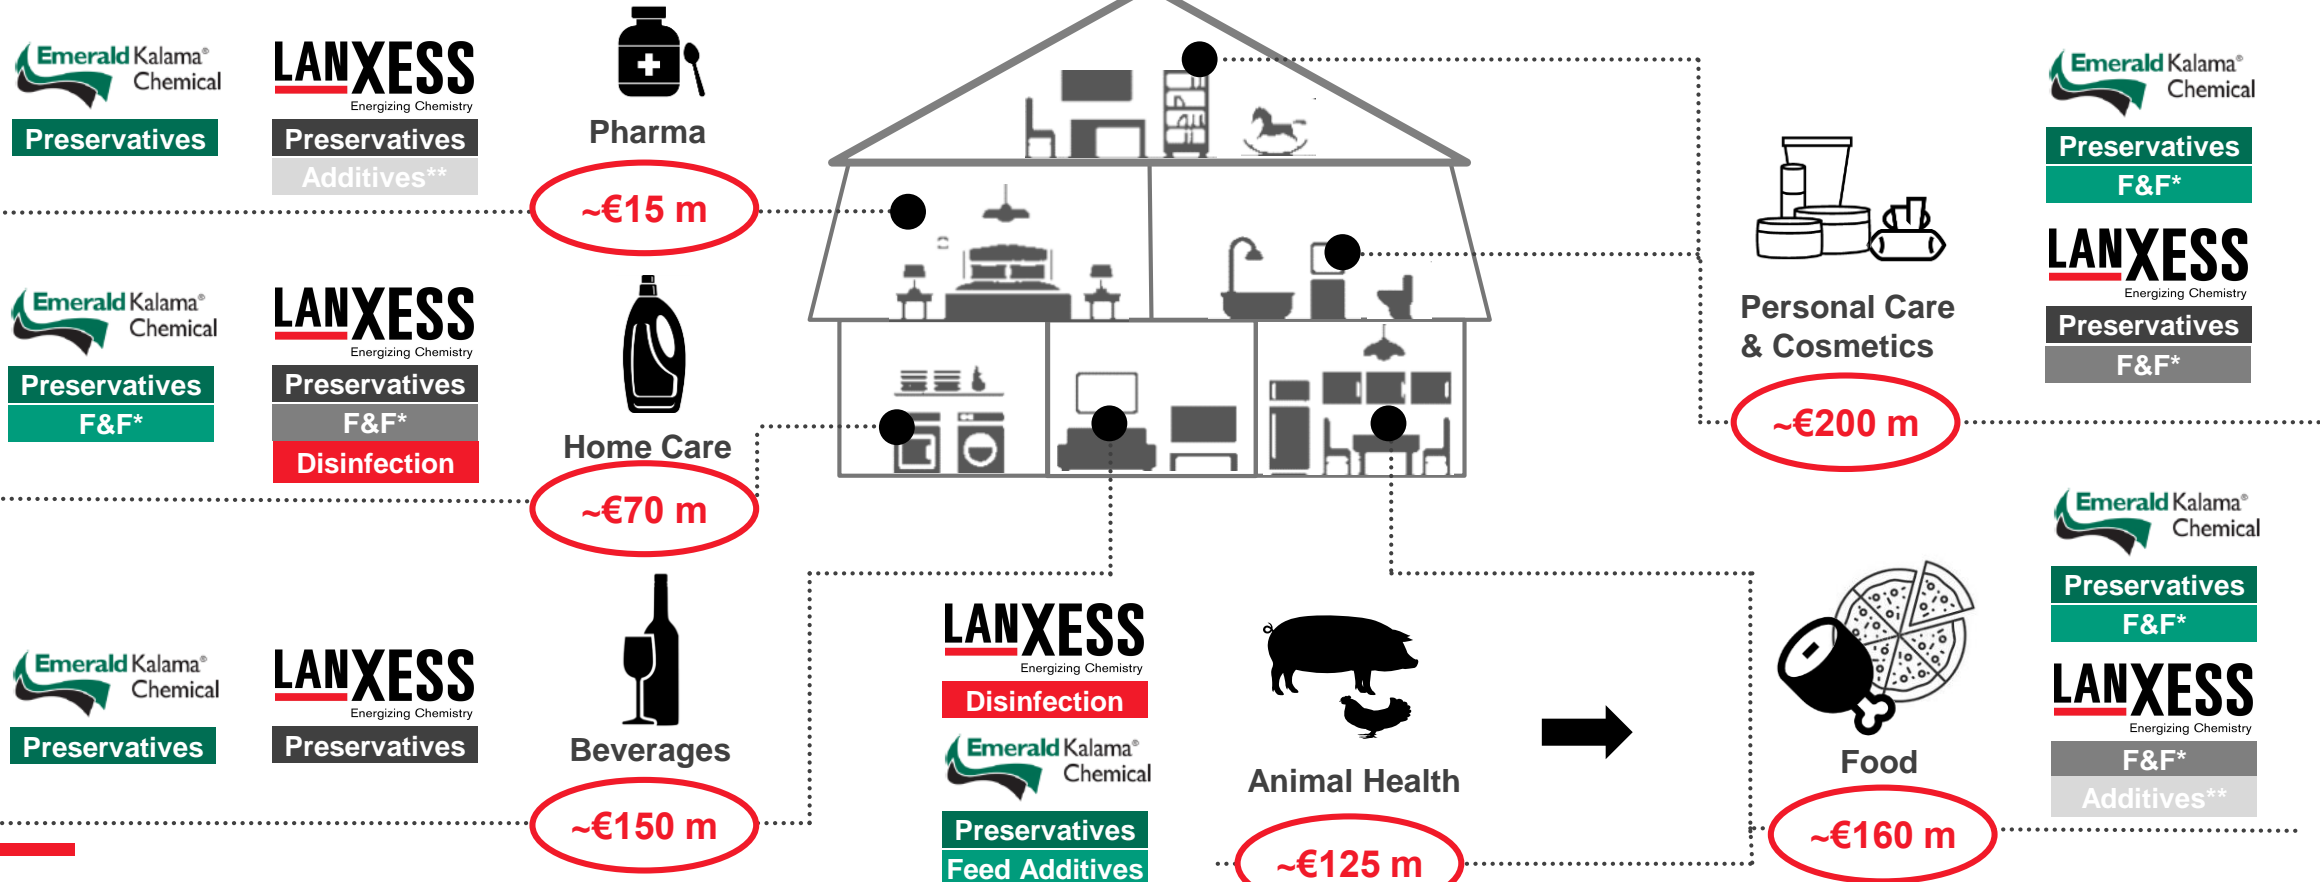 Emerald Kalama®
Chemical
Preservatives
LANXESS
Energizing Chemistry
Preservatives
Additives**
Pharma
~€15 m
Emerald Kalama®
Chemical
Preservatives
F&F*
LANXESS
Energizing Chemistry
Preservatives
F&F*
Disinfection
Home Care
~€70 m
Emerald Kalama®
Chemical
Preservatives
LANXESS
Energizing Chemistry
Preservatives
Beverages
~€150 m
LANXESS
Energizing Chemistry
Disinfection
Emerald Kalama®
Chemical
Preservatives
Feed Additives
Animal Health
~€125 m
Personal Care
& Cosmetics
~€200 m
Emerald Kalama®
Chemical
Preservatives
F&F*
LANXESS
Energizing Chemistry
Preservatives
F&F*
Food
~€160 m
Emerald Kalama®
Chemical
Preservatives
F&F*
LANXESS
Energizing Chemistry
F&F*
Additives**